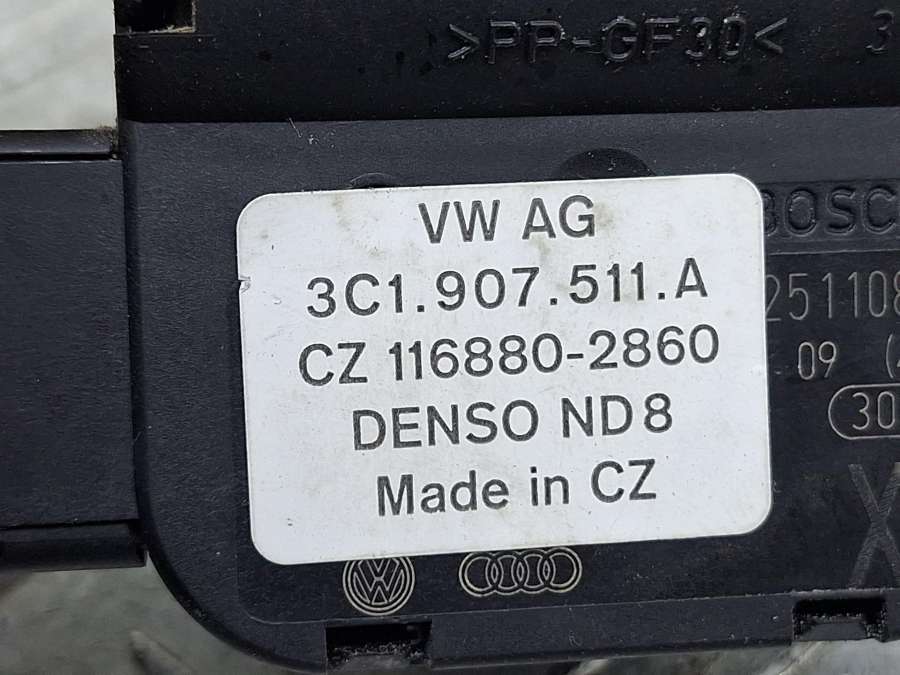 >PP-GF30< 3
VW AG
3C1.907.511.A
CZ 116880-2860
DENSO ND8
Made in CZ
BOSC
251108
09 (
30
X